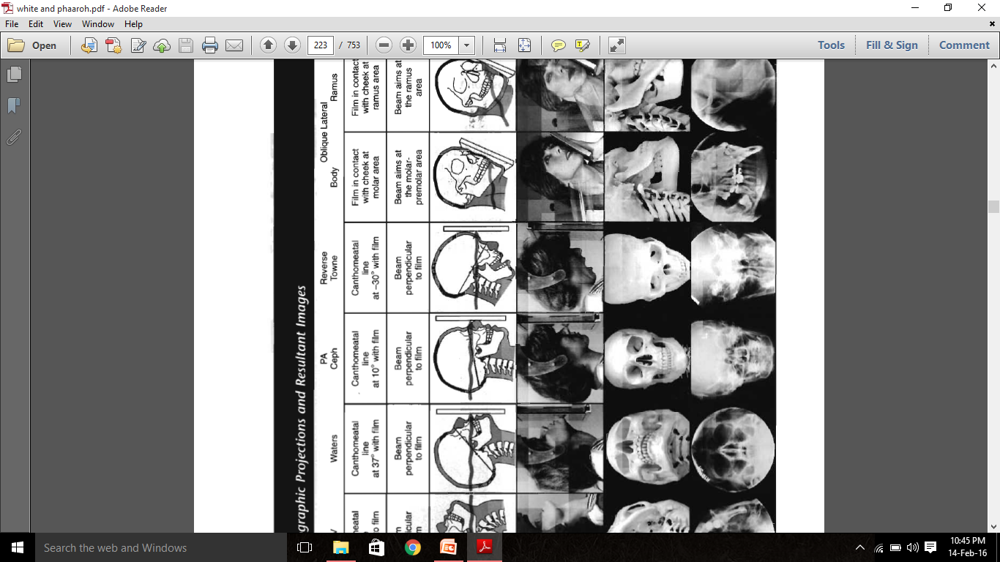 white and phaaroh.pdf - Adobe Reader
File Edit View Window Help
Open
223 / 753
100%
Tools Fill & Sign Comment
graphic Projections and Resultant Images
Waters
Canthomeatal
line
at 37° with film
Beam
perpendicular
to film
PA
Ceph
Canthomeatal
line
at 10° with film
Beam
perpendicular
to film
Reverse
Towne
Canthomeatal
line
at –30° with film
Beam
perpendicular
to film
Oblique Lateral
Body
Film in contact
with cheek at
molar area
Beam aims at
the molar-
premolar area
Ramus
Film in contact
with cheek at
ramus area
Beam aims at
the ramus
area
Search the web and Windows
10:45 PM
14-Feb-16